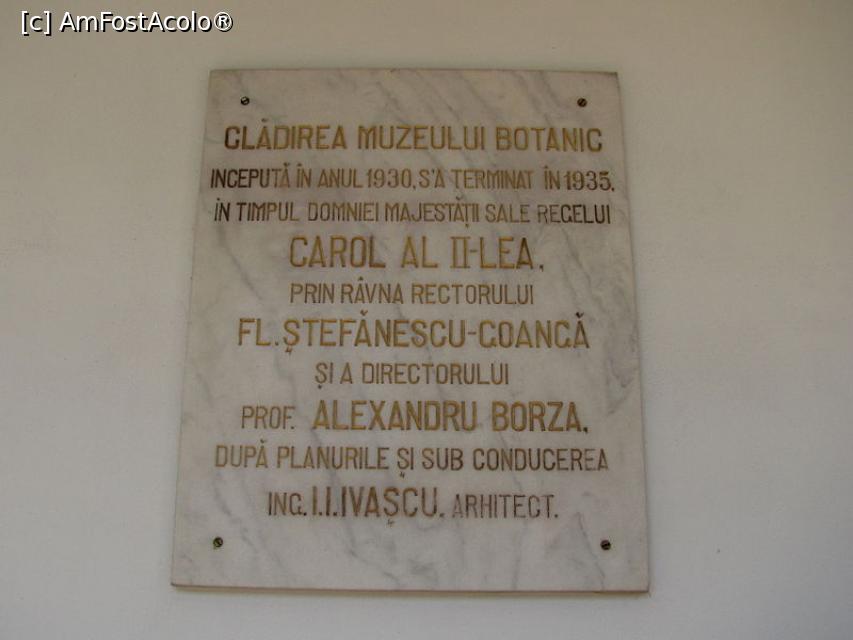 [c] AmFostAcolo®
CLĂDIREA MUZEULUI BOTANIC
INCEPUTĂ ÎN ANUL 1930, S'A TERMINAT ÎN 1935,
ÎN TIMPUL DOMNIEI MAJESTĂȚII SALE REGELUI
CAROL AL II-LEA,
PRIN RÂVNA RECTORULUI
FL. ȘTEFĂNESCU-GOANGĂ
ȘI A DIRECTORULUI
PROF. ALEXANDRU BORZA,
DUPĂ PLANURILE ȘI SUB CONDUCEREA
ING. I.I.IVAȘCU. ARHITECT.